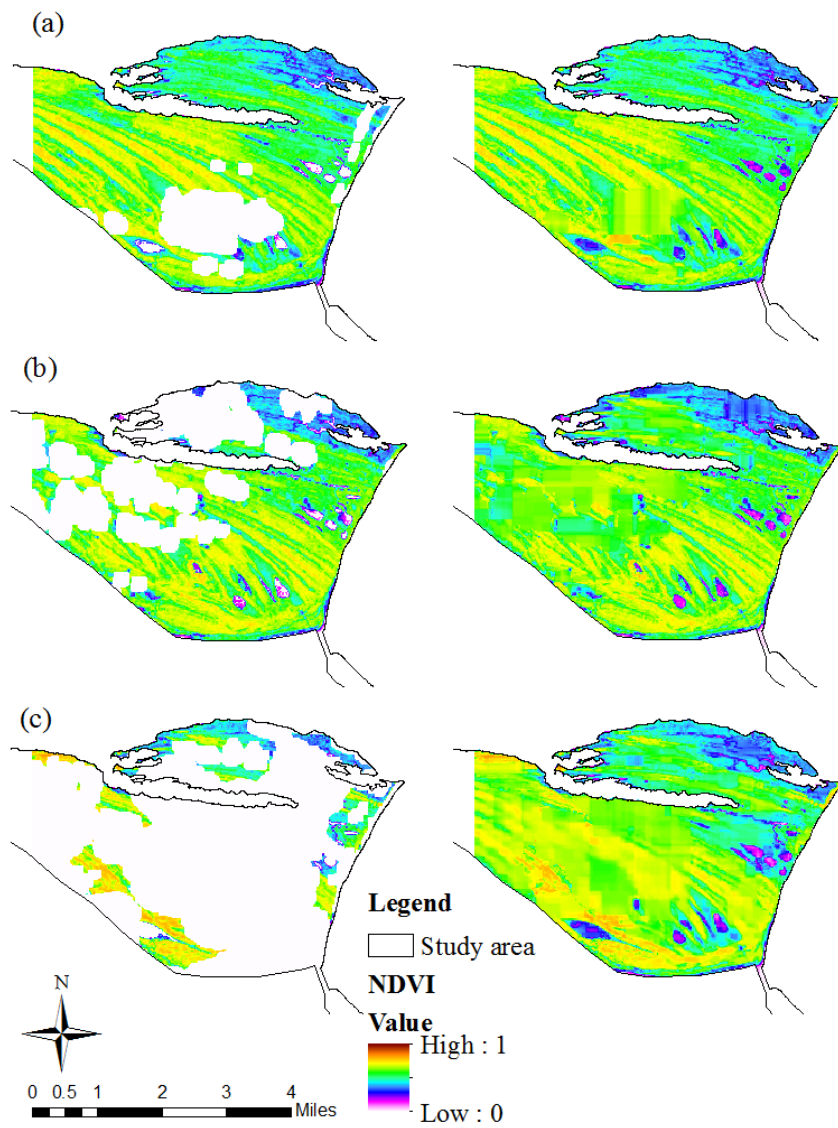 (a)
(b)
(c)
Legend
Study area
NDVI
Value
High : 1
Low : 0
N
0 0.5 1 2 3 4
Miles